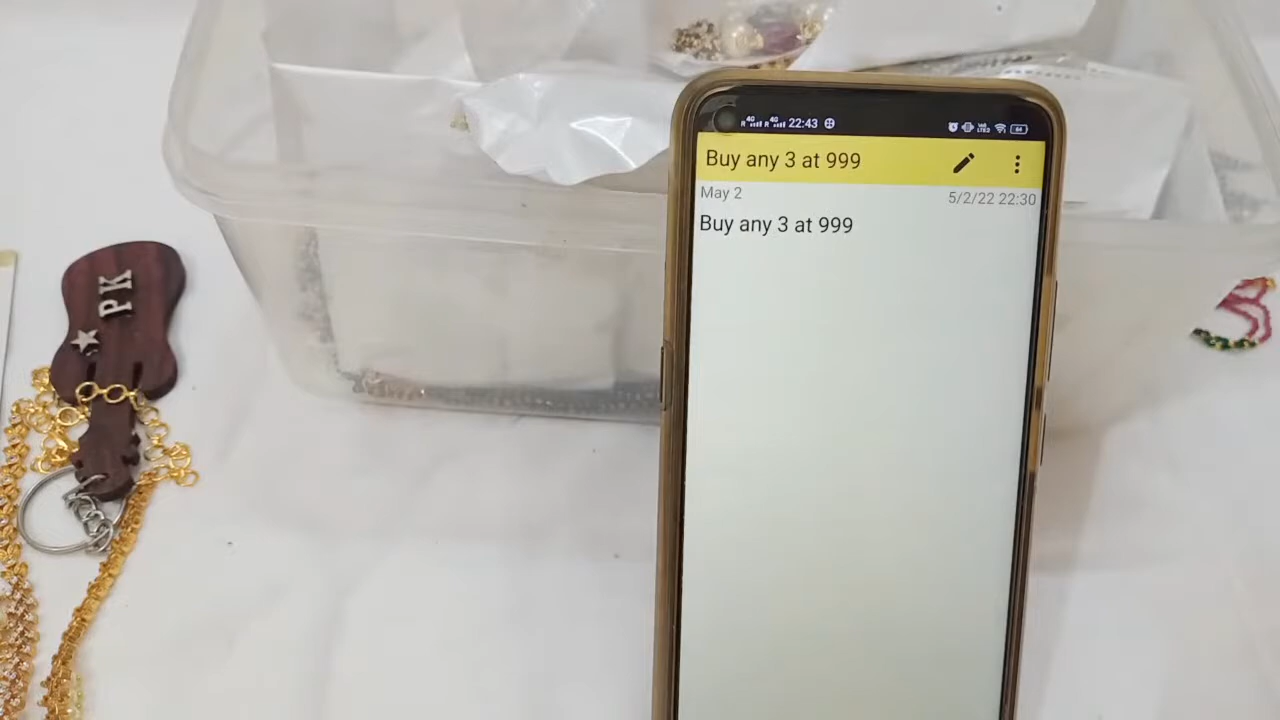 22:43
Buy any 3 at 999
May 2
5/2/22 22:30
Buy any 3 at 999
PK